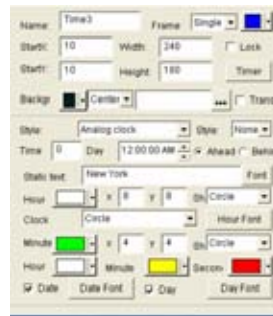 Name: Time3 Frame Single
StartX: 10 Width: 240 Lock
StartY: 10 Height: 180 Timer
Backgr Center ... Trans
Style: Analog clock Style None
Time 0 Day 12:00:00 AM Ahead Behin
Static text: New York Font
Hour x 8 y 8 Sh Circle
Clock Circle Hour Font
Minute x 4 y 4 Sh Circle
Hour Minute Secon
Date Date Font Day Day Font